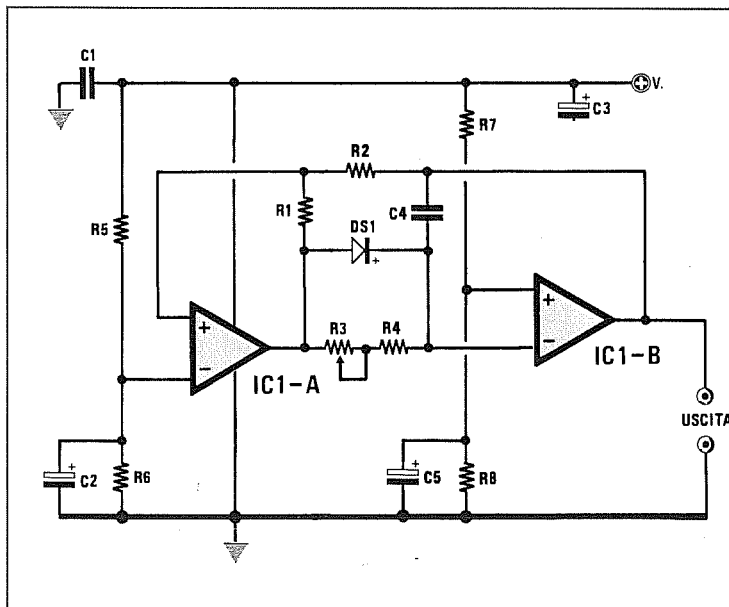 C1
V.
C3
R7
R2
R1
C4
R5
DS1
R3
R4
IC1-A
IC1-B
USCITA
C2
R6
C5
R8